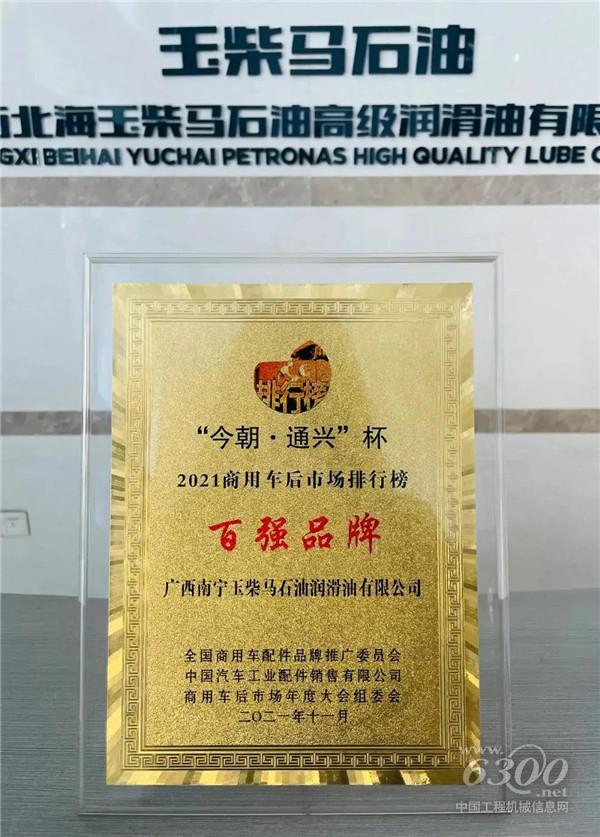 玉柴马石油
北海玉柴马石油高级润滑油有限
GXI BEIHAI YUCHAI PETRONAS HIGH QUALITY LUBE
排行榜
“今朝·通兴”杯
2021商用车后市场排行榜
百强品牌
广西南宁玉柴马石油润滑油有限公司
全国商用车配件品牌推广委员会
中国汽车工业配件销售有限公司
商用车后市场年度大会组委会
二〇二一年十一月
www.
6300
.net
中国工程机械信息网